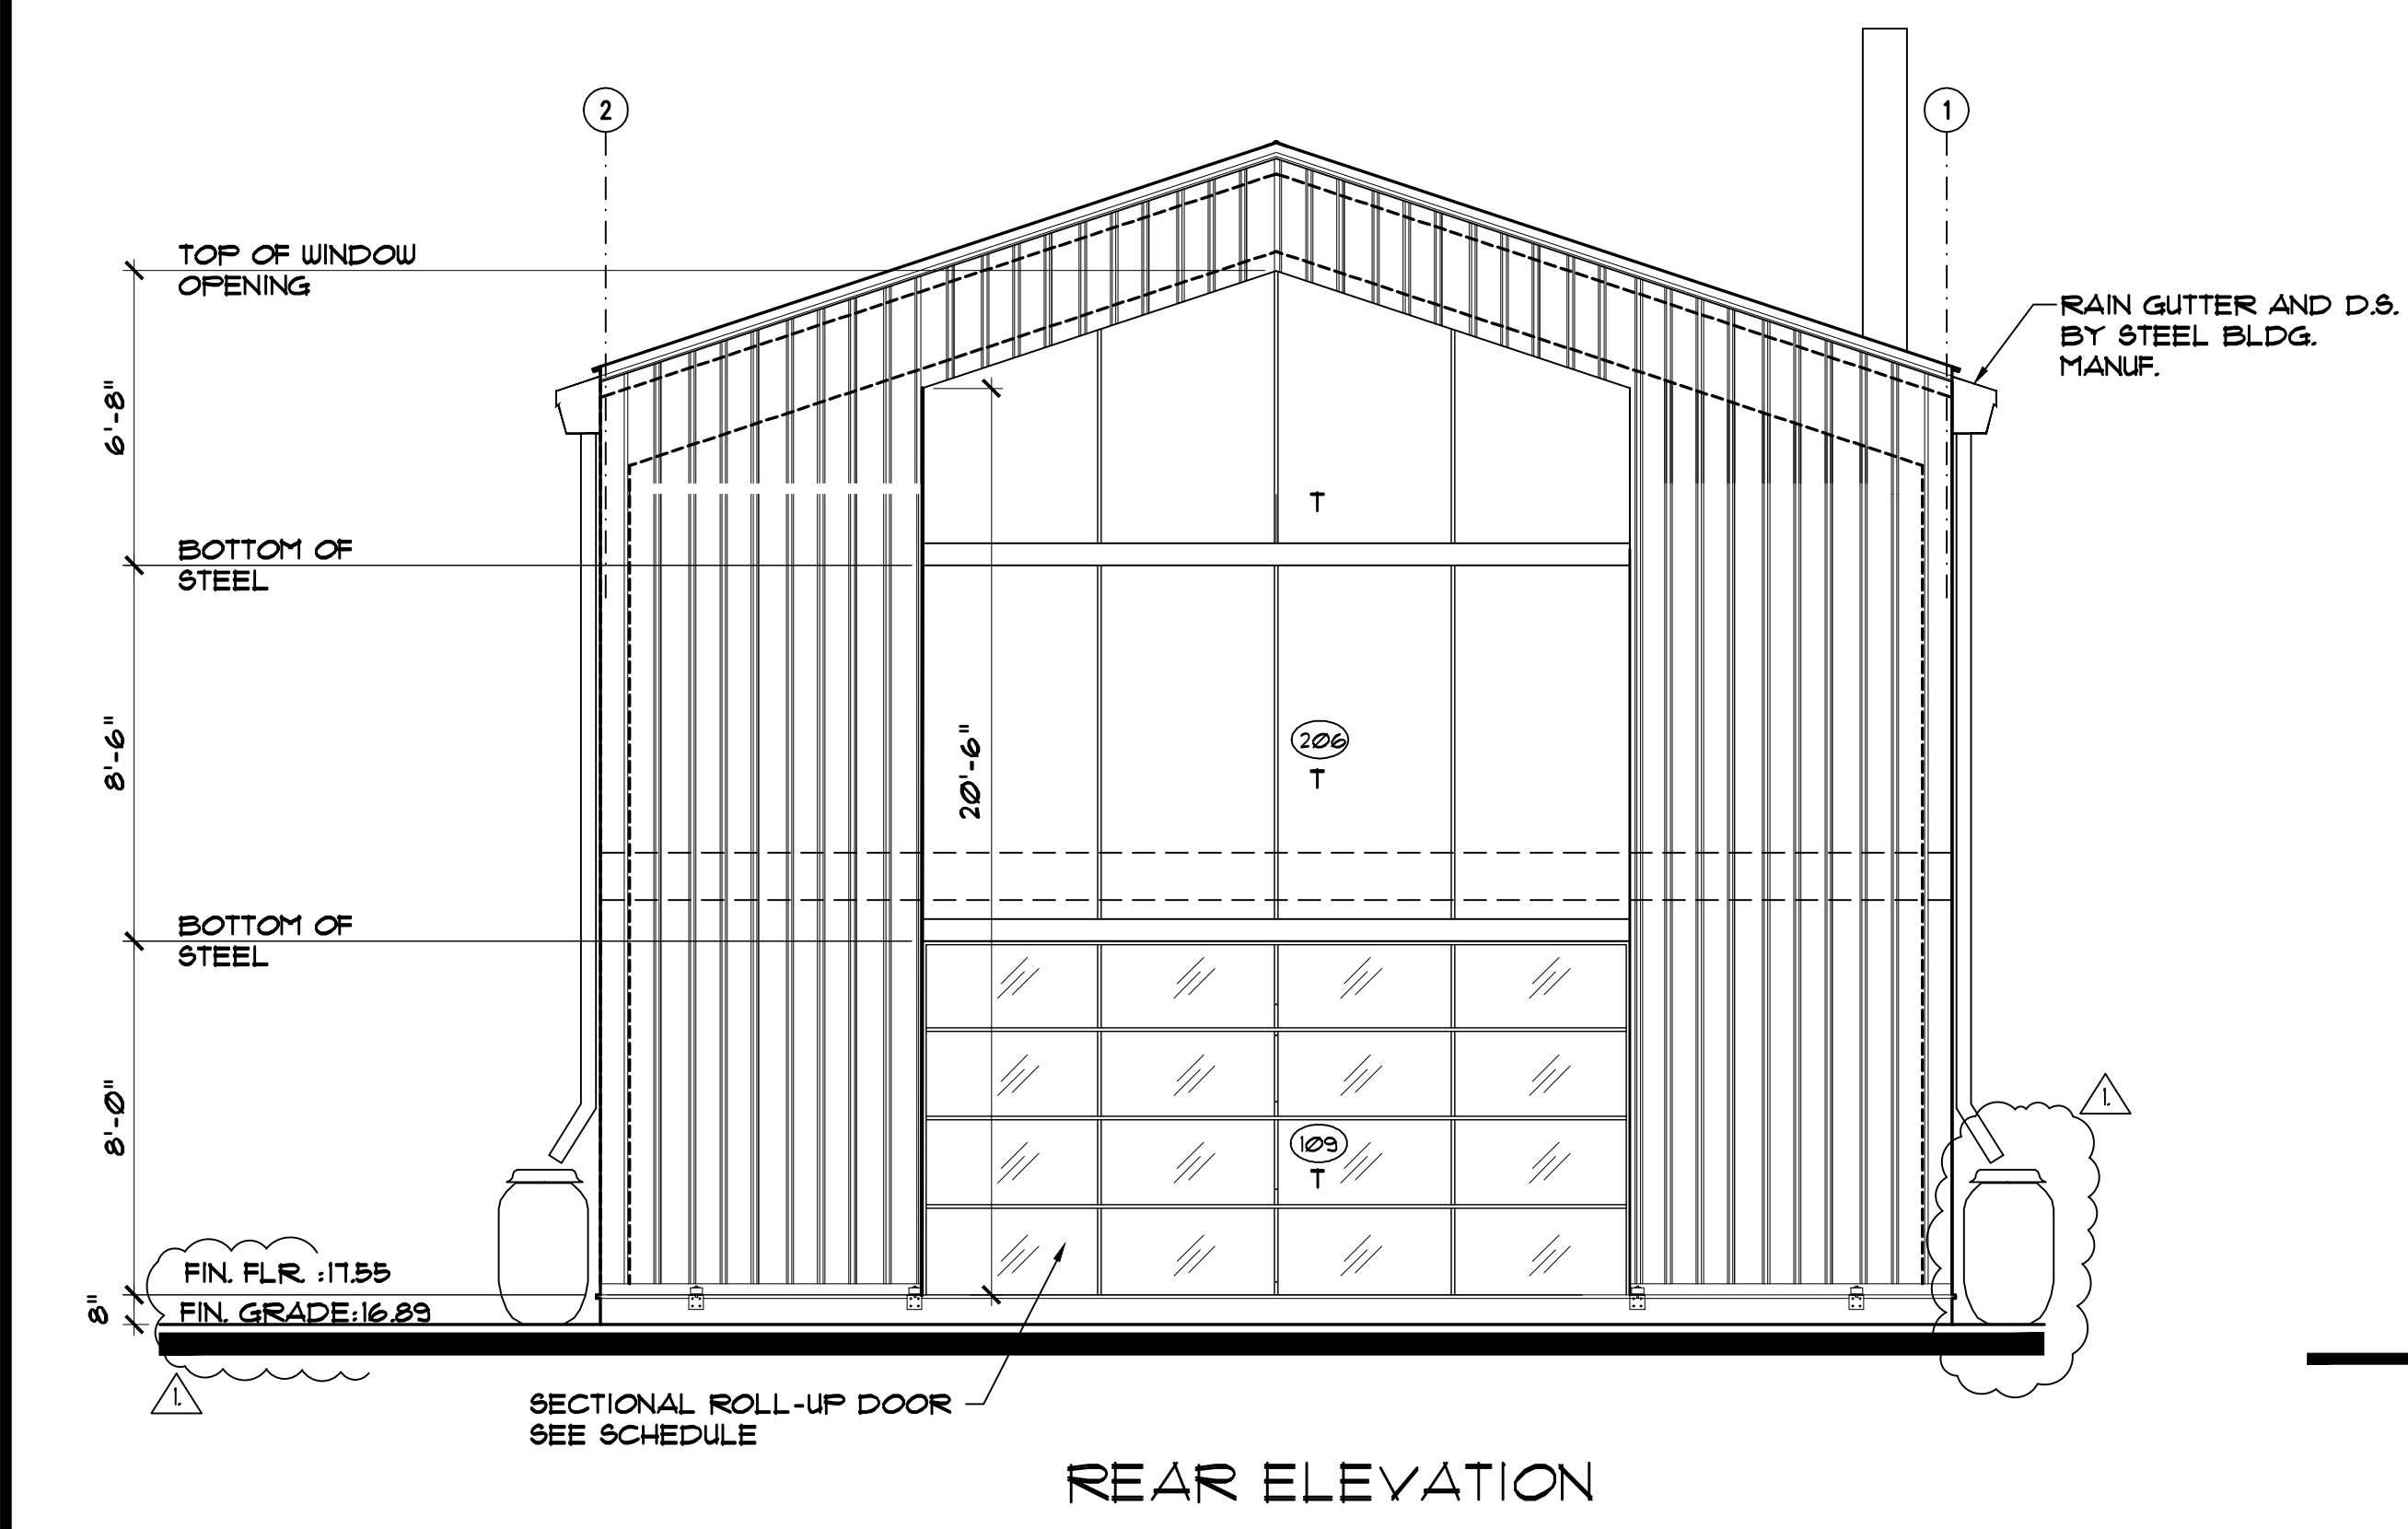 2
1
TOP OF WINDOW
OPENING
RAIN GUTTER AND D.S.
BY STEEL BLDG.
MANUF.
6'-8"
T
BOTTOM OF
STEEL
8'-6"
20'-6"
206
T
BOTTOM OF
STEEL
8'-0"
1.
109
T
FIN. FLR. :17.55
8"
FIN. GRADE:16.89
1.
SECTIONAL ROLL-UP DOOR
SEE SCHEDULE
REAR ELEVATION